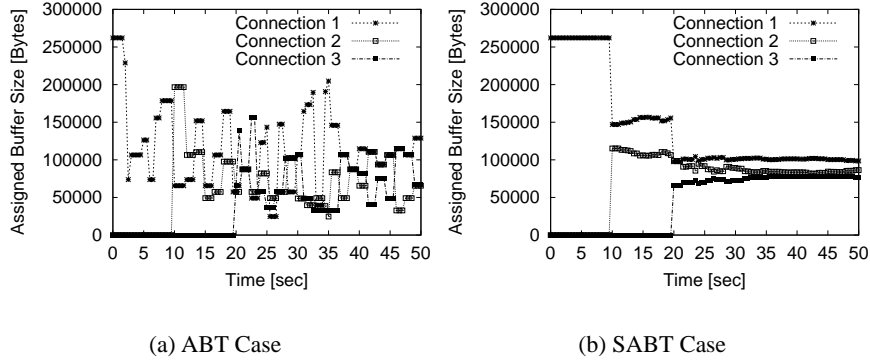 Assigned Buffer Size [Bytes]
300000
250000
200000
150000
100000
50000
0
Connection 1
Connection 2
Connection 3
0 5 10 15 20 25 30 35 40 45 50
Time [sec]
(a) ABT Case
Assigned Buffer Size [Bytes]
300000
250000
200000
150000
100000
50000
0
Connection 1
Connection 2
Connection 3
0 5 10 15 20 25 30 35 40 45 50
Time [sec]
(b) SABT Case